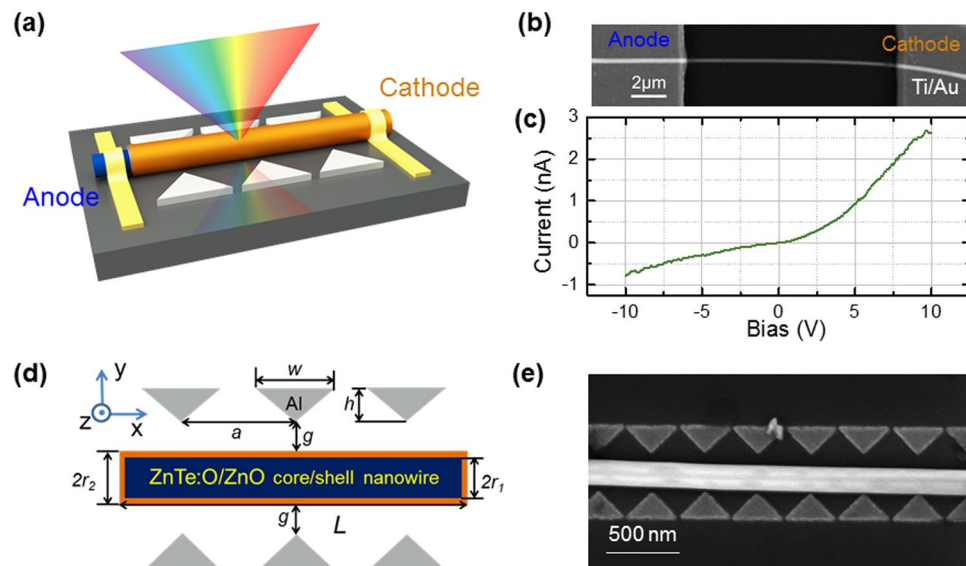 (a)
Cathode
Anode
(b)
Anode
Cathode
2μm
Ti/Au
(c)
3
2
1
0
-1
Current (nA)
-10
-5
0
5
10
Bias (V)
(d)
y
z
x
w
Al
h
a
g
2r2
ZnTe:O/ZnO core/shell nanowire
2r1
g
L
(e)
500 nm